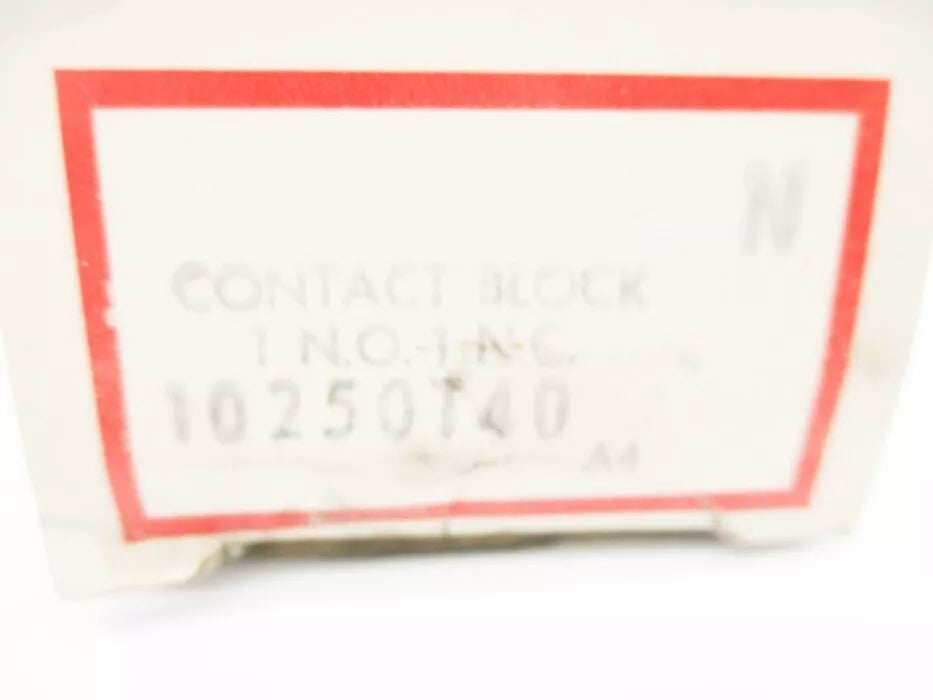 N
CONTACT BLOCK
1 N.O.-1 N.C.
10250T40
A4